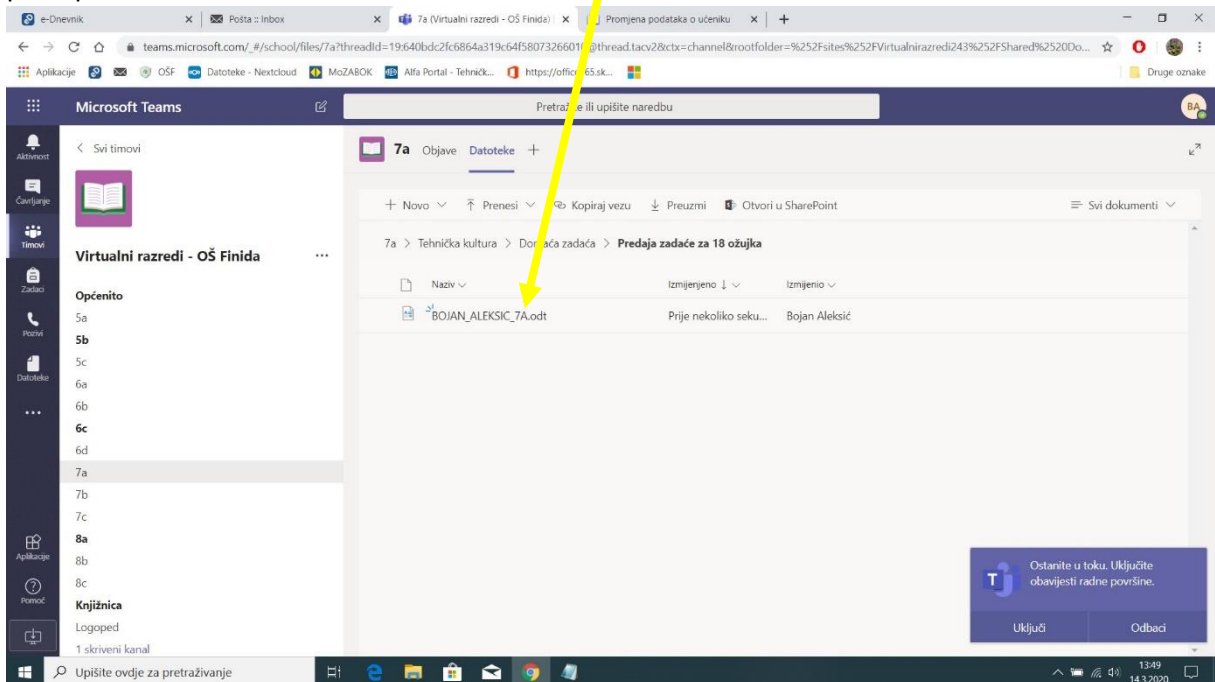 e-Dnevnik
Pošta :: Inbox
7a (Virtualni razredi - OŠ Finida)
Promjena podataka o učeniku
teams.microsoft.com/_#/school/files/7a?threadId=19:640bdc2fc6864a319c64f58073266010@thread.tacv2&ctx=channel&rootfolder=%252Fsites%252FVirtualnirazredi243%252FShared%2520Do...
Aplikacije
OŠF
Datoteke - Nextcloud
MoZABOK
Alfa Portal - Tehničk...
Druge oznake
Microsoft Teams
Pretražite ili upišite naredbu
BA
Aktivnost
Čavrljanje
Timovi
Zadaci
Pozivi
Datoteke
Aplikacije
Pomoć
Svi timovi
Virtualni razredi - OŠ Finida
Općenito
5a
5b
5c
6a
6b
6c
6d
7a
7b
7c
8a
8b
8c
Knjižnica
Logoped
1 skriveni kanal
7a Objave Datoteke +
+ Novo Prenesi Kopiraj vezu Preuzmi Otvori u SharePoint Svi dokumenti
7a > Tehnička kultura > Domaća zadaća > Predaja zadaće za 18 ožujka
Naziv Izmijenjeno Izmijenio
BOJAN_ALEKSIC_7A.odt Prije nekoliko seku... Bojan Aleksić
Ostanite u toku. Uključite
obavijesti radne površine.
Uključi Odbaci
Upišite ovdje za pretraživanje
13:49
14.3.2020.